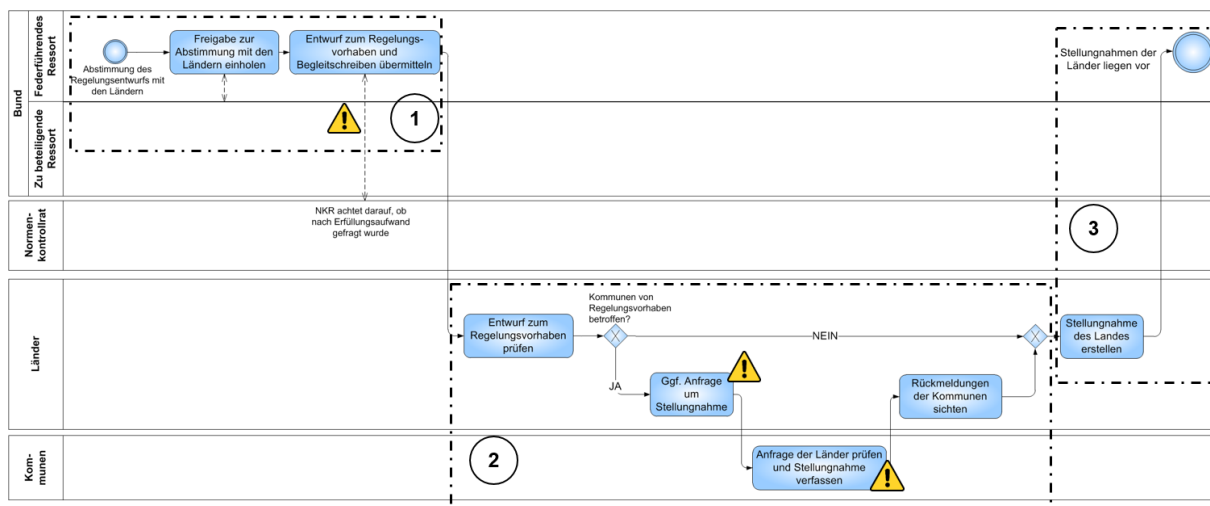 Bund
Federführendes
Ressort
Zu beteiligende
Ressort
Normen-
kontrollrat
Länder
Kom-
munen
Abstimmung des
Regelungsentwurfs mit
den Ländern
Freigabe zur
Abstimmung mit den
Ländern einholen
Entwurf zum Regelungs-
vorhaben und
Begleitschreiben übermitteln
1
NKR achtet darauf, ob
nach Erfüllungsaufwand
gefragt wurde
Stellungnahmen der
Länder liegen vor
3
Entwurf zum
Regelungsvorhaben
prüfen
Kommunen von
Regelungsvorhaben
betroffen?
NEIN
JA
Ggf. Anfrage
um
Stellungnahme
Anfrage der Länder prüfen
und Stellungnahme
verfassen
Rückmeldungen
der Kommunen
sichten
Stellungnahme
des Landes
erstellen
2